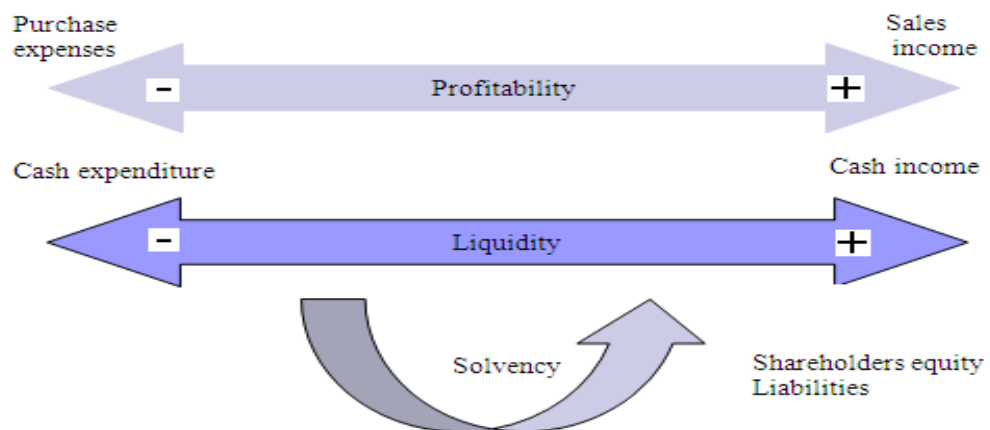 Purchase
expenses
Sales
income
- Profitability +
Cash expenditure
Cash income
- Liquidity +
Solvency
Shareholders equity
Liabilities